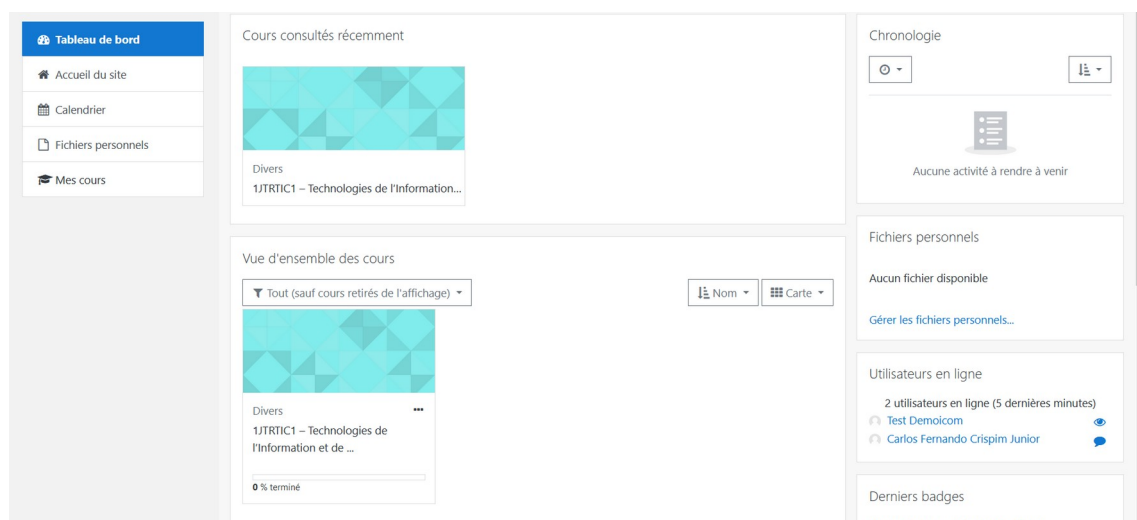 Tableau de bord
Accueil du site
Calendrier
Fichiers personnels
Mes cours
Cours consultés récemment
Divers
1JTRTIC1 – Technologies de l'Information...
Vue d'ensemble des cours
Tout (sauf cours retirés de l'affichage)
Nom
Carte
Divers
1JTRTIC1 – Technologies de
l'Information et de ...
0 % terminé
Chronologie
Aucune activité à rendre à venir
Fichiers personnels
Aucun fichier disponible
Gérer les fichiers personnels...
Utilisateurs en ligne
2 utilisateurs en ligne (5 dernières minutes)
Test Demoicom
Carlos Fernando Crispim Junior
Derniers badges